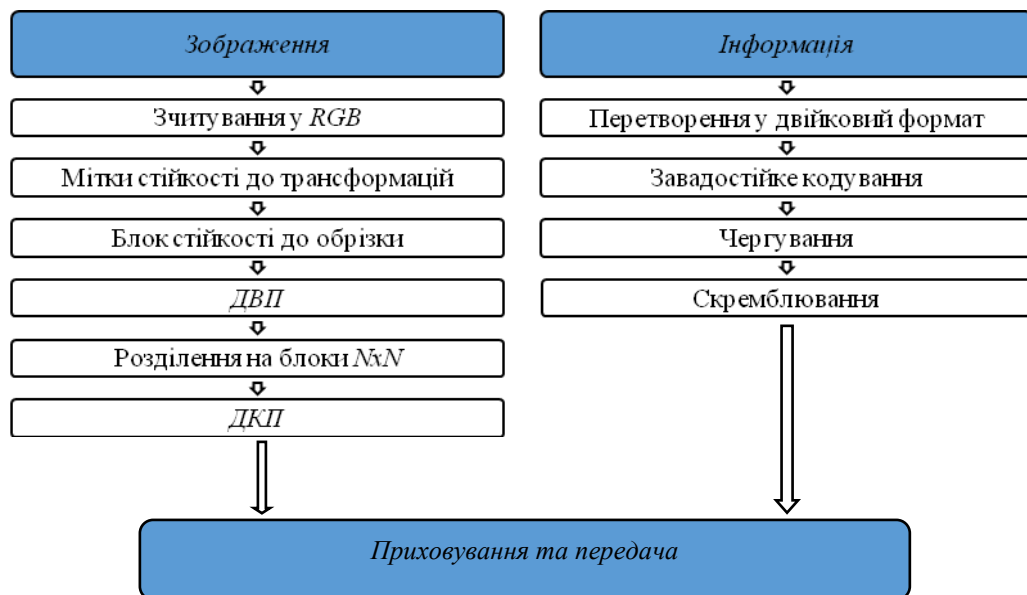 Зображення
Зчитування у RGB
Мітки стійкості до трансформацій
Блок стійкості до обрізки
ДВП
Розділення на блоки NxN
ДКП
Інформація
Перетворення у двійковий формат
Завадостійке кодування
Чергування
Скремблювання
Приховування та передача